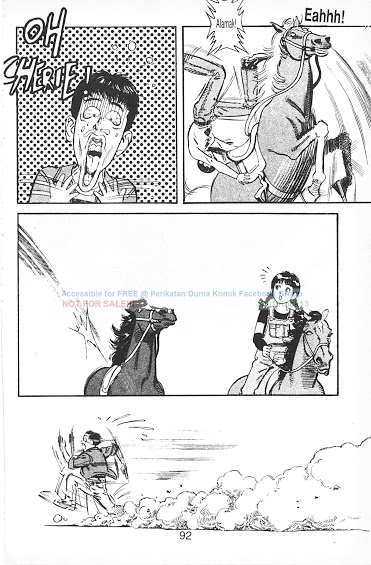 OH
CHERIE!
Alamak!
Eahhh!
Accessible for FREE @ Perikatan Dunia Komik Facebook
NOT FOR SALE!
92